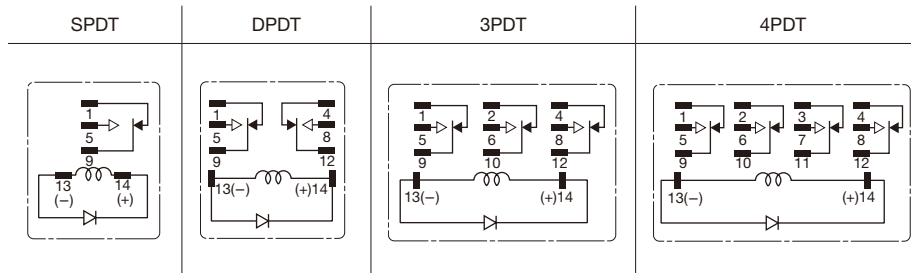 SPDT DPDT 3PDT 4PDT
1 1 4 1 2 4 1 2 3 4
5 5 8 5 6 8 5 6 7 8
9 9 12 9 10 12 9 10 11 12
13 14 13(-) (+)14 13(-) (+)14 13(-) (+)14
(-) (+)